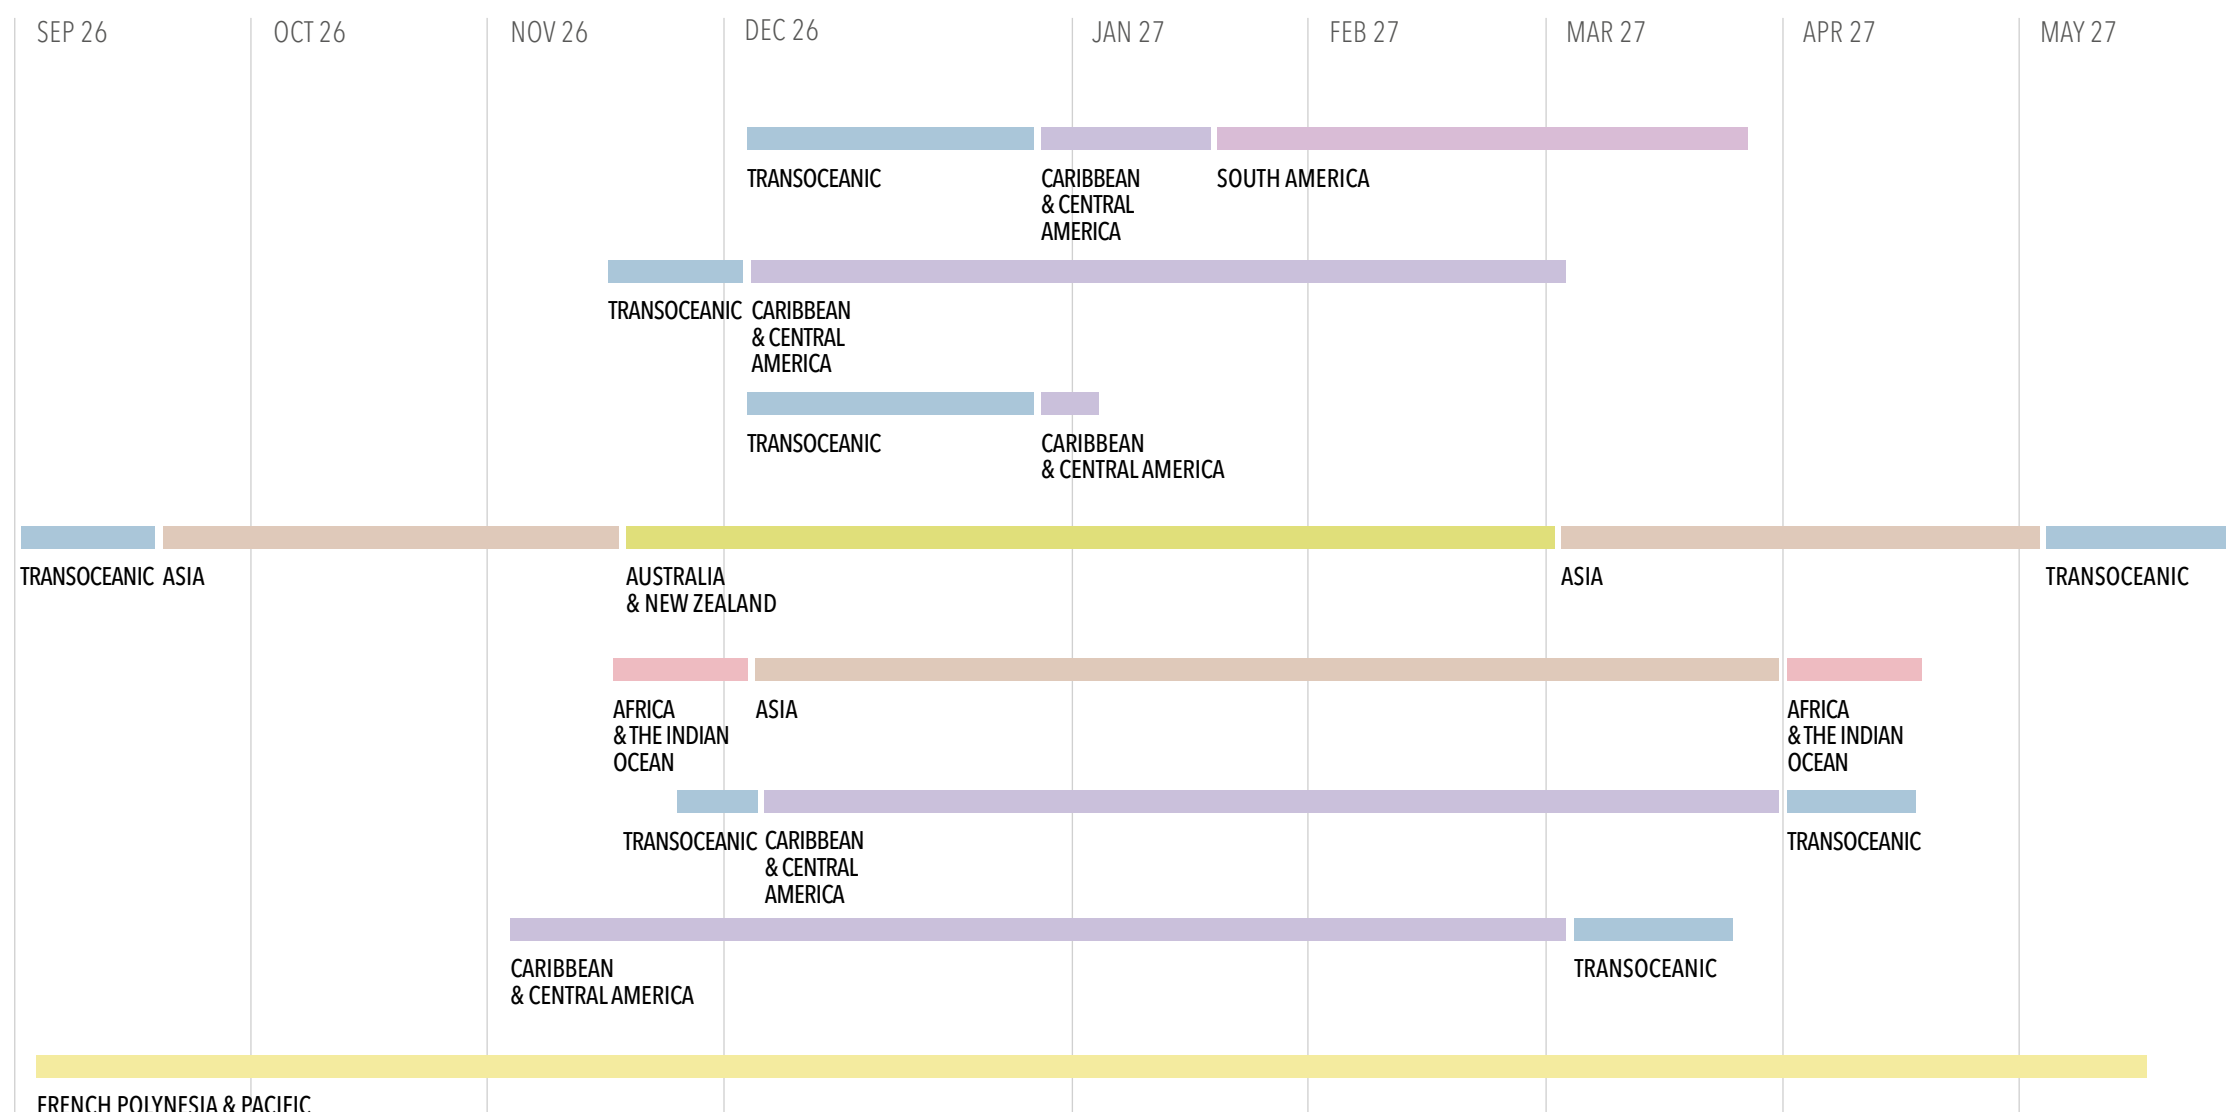 SEP 26
OCT 26
NOV 26
DEC 26
JAN 27
FEB 27
MAR 27
APR 27
MAY 27
TRANSOCEANIC
CARIBBEAN
& CENTRAL
AMERICA
SOUTH AMERICA
TRANSOCEANIC
CARIBBEAN
& CENTRAL
AMERICA
TRANSOCEANIC
CARIBBEAN
& CENTRAL AMERICA
TRANSOCEANIC
ASIA
AUSTRALIA
& NEW ZEALAND
ASIA
TRANSOCEANIC
AFRICA
& THE INDIAN
OCEAN
ASIA
AFRICA
& THE INDIAN
OCEAN
TRANSOCEANIC
CARIBBEAN
& CENTRAL
AMERICA
TRANSOCEANIC
CARIBBEAN
& CENTRAL AMERICA
TRANSOCEANIC
FRENCH POLYNESIA & PACIFIC